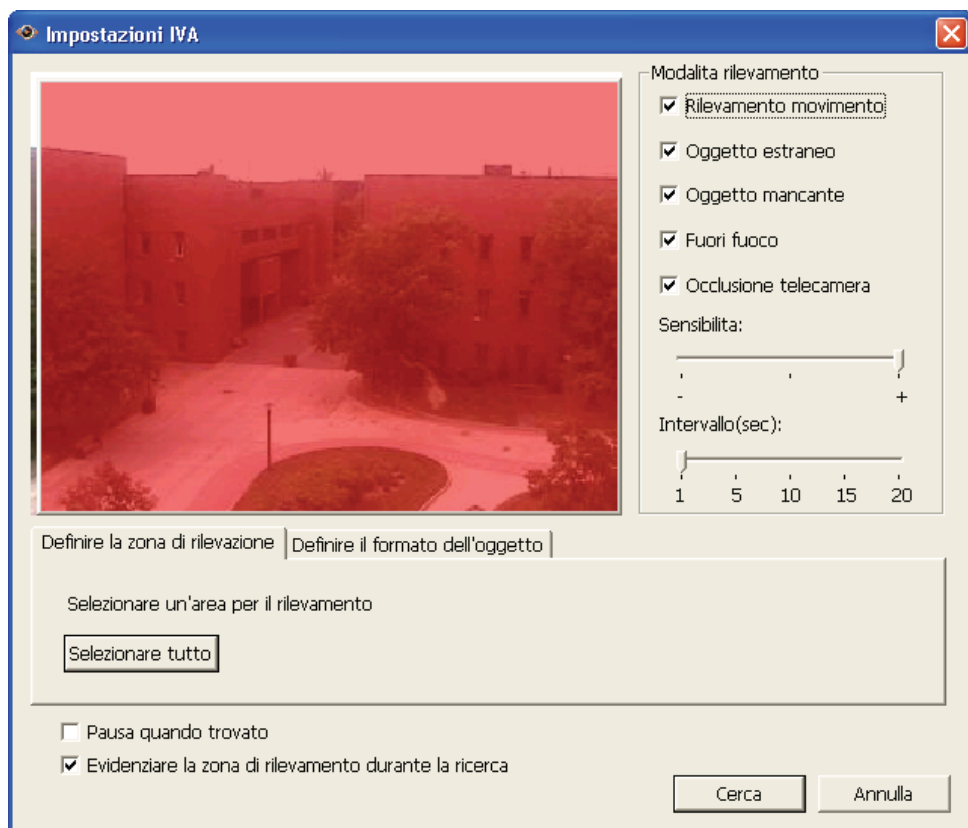 Impostazioni IVA
Modalita rilevamento
Rilevamento movimento
Oggetto estraneo
Oggetto mancante
Fuori fuoco
Occlusione telecamera
Sensibilita:
- +
Intervallo(sec):
1 5 10 15 20
Definire la zona di rilevazione Definire il formato dell'oggetto
Selezionare un'area per il rilevamento
Selezionare tutto
Pausa quando trovato
Evidenziare la zona di rilevamento durante la ricerca
Cerca Annulla